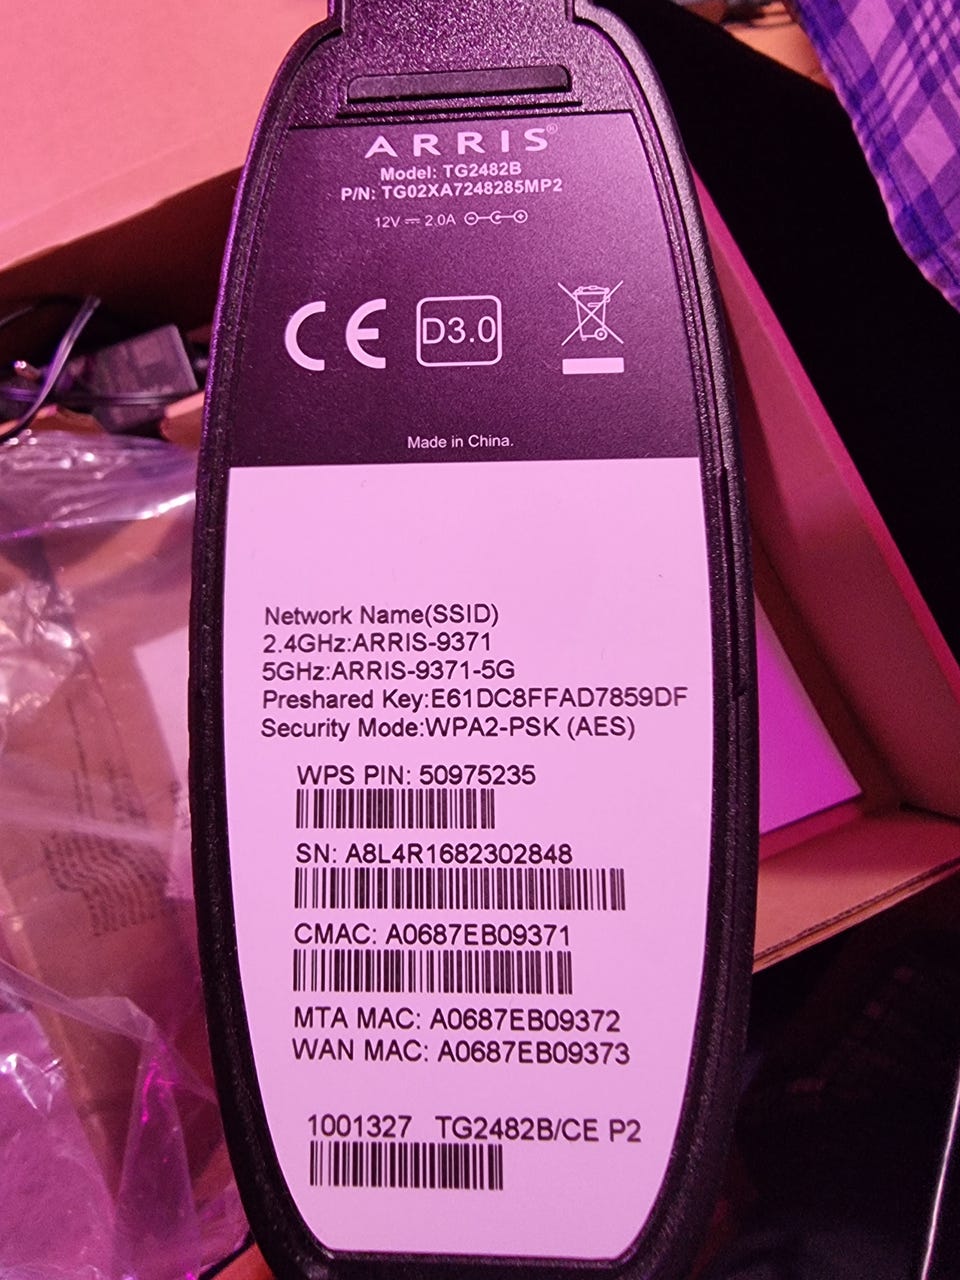 ARRIS®
Model: TG2482B
P/N: TG02XA7248285MP2
12V 2.0A
CE D3.0
Made in China.
Network Name(SSID)
2.4GHz:ARRIS-9371
5GHz:ARRIS-9371-5G
Preshared Key:E61DC8FFAD7859DF
Security Mode:WPA2-PSK (AES)
WPS PIN: 50975235
SN: A8L4R1682302848
CMAC: A0687EB09371
MTA MAC: A0687EB09372
WAN MAC: A0687EB09373
1001327 TG2482B/CE P2